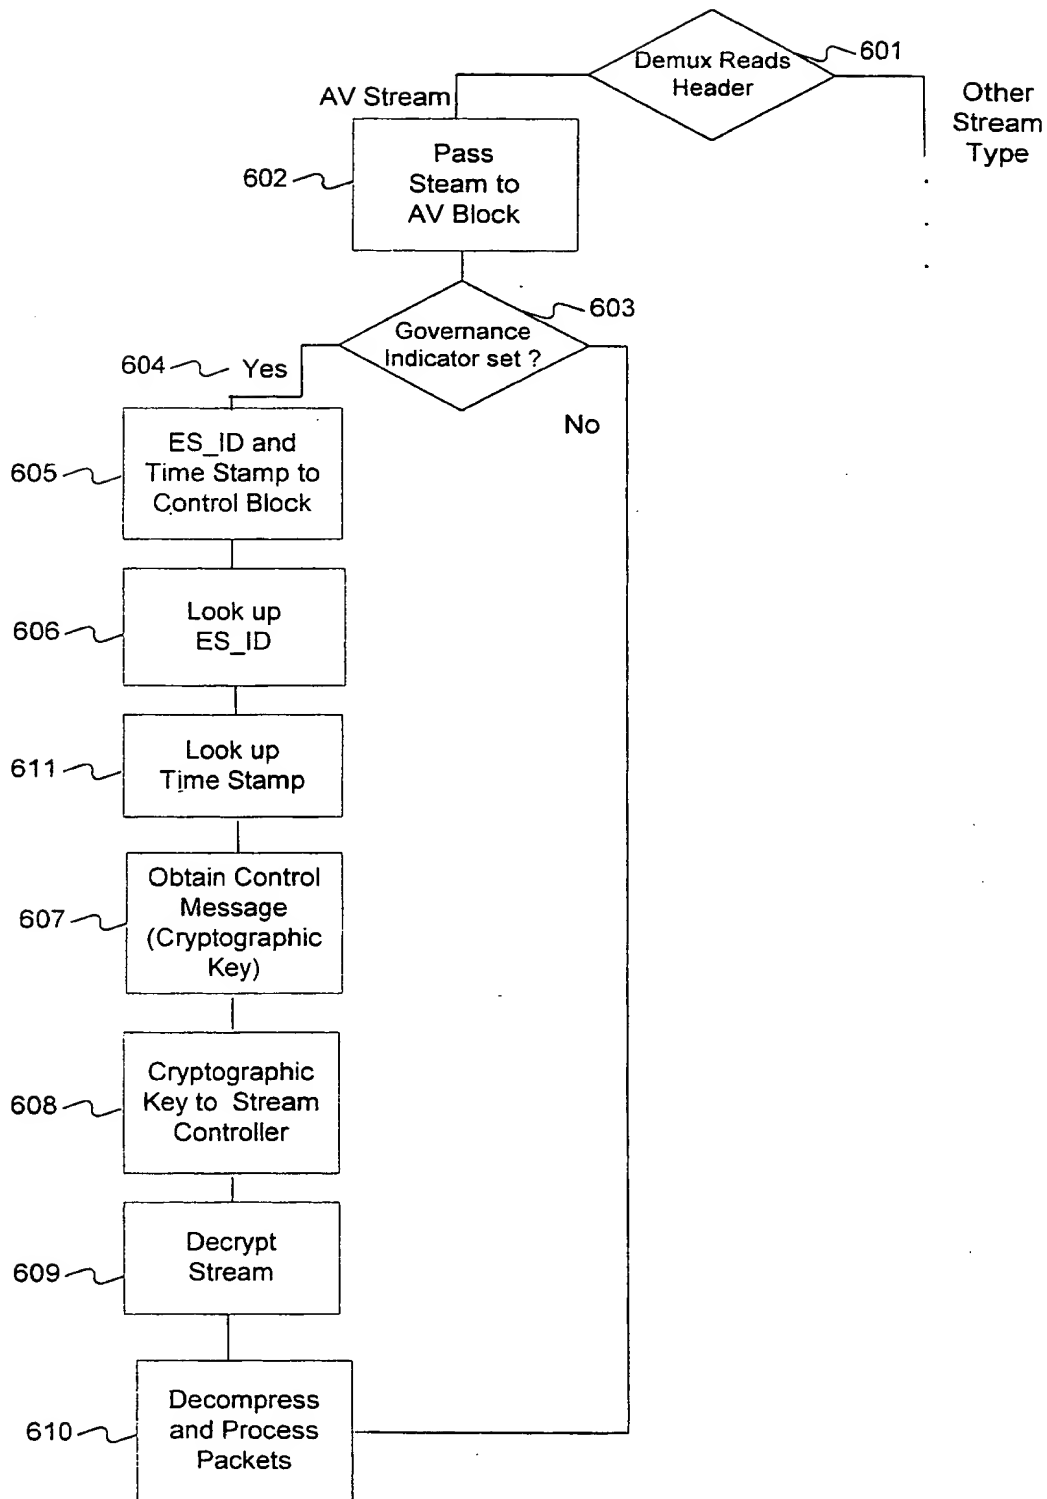 Demux Reads
Header
601
AV Stream
Other
Stream
Type
Pass
Steam to
AV Block
602
603
Governance
Indicator set ?
604
Yes
No
ES_ID and
Time Stamp to
Control Block
605
Look up
ES_ID
606
Look up
Time Stamp
611
Obtain Control
Message
(Cryptographic
Key)
607
Cryptographic
Key to Stream
Controller
608
Decrypt
Stream
609
Decompress
and Process
Packets
610